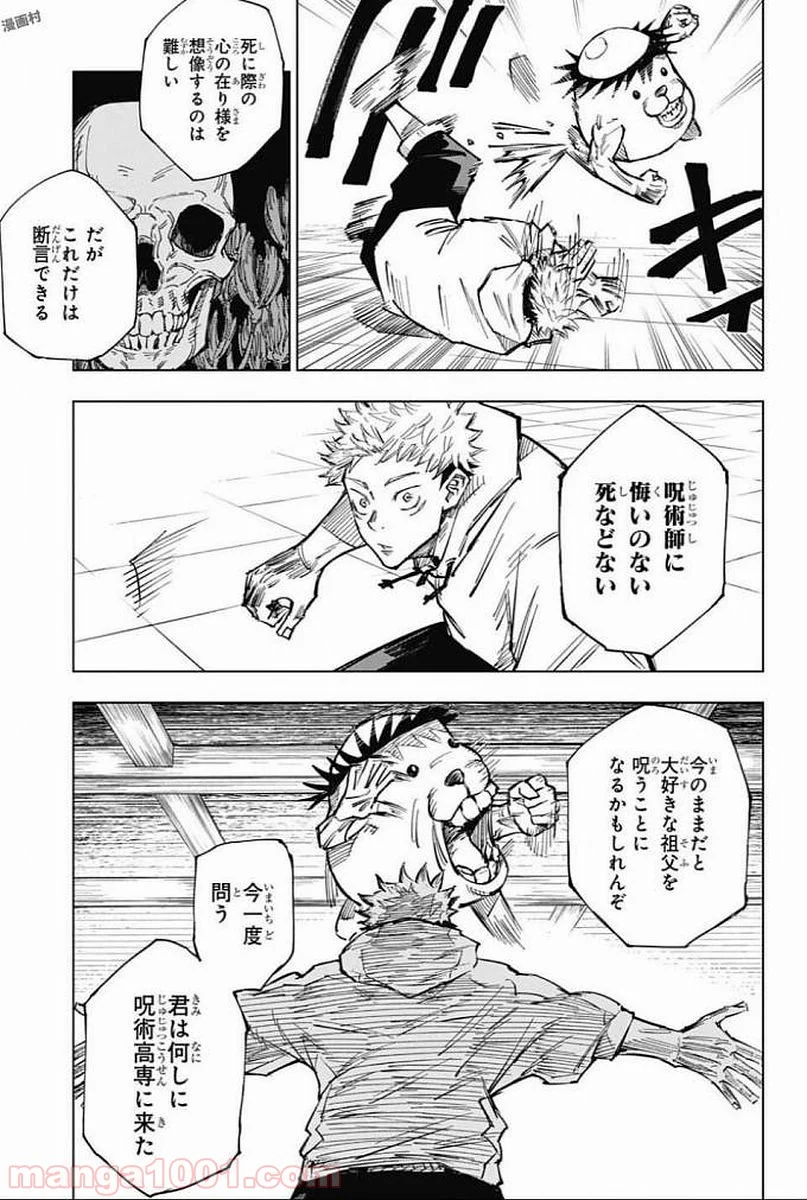 漫画村
死に際の
心の在り様を
想像するのは
難しい
だが
これだけは
断言できる
呪術師に
悔いのない
死などない
今のままだと
大好きな祖父を
呪うことに
なるかもしれんぞ
今一度
問う
君は何しに
呪術高専に来た
manga1001.com